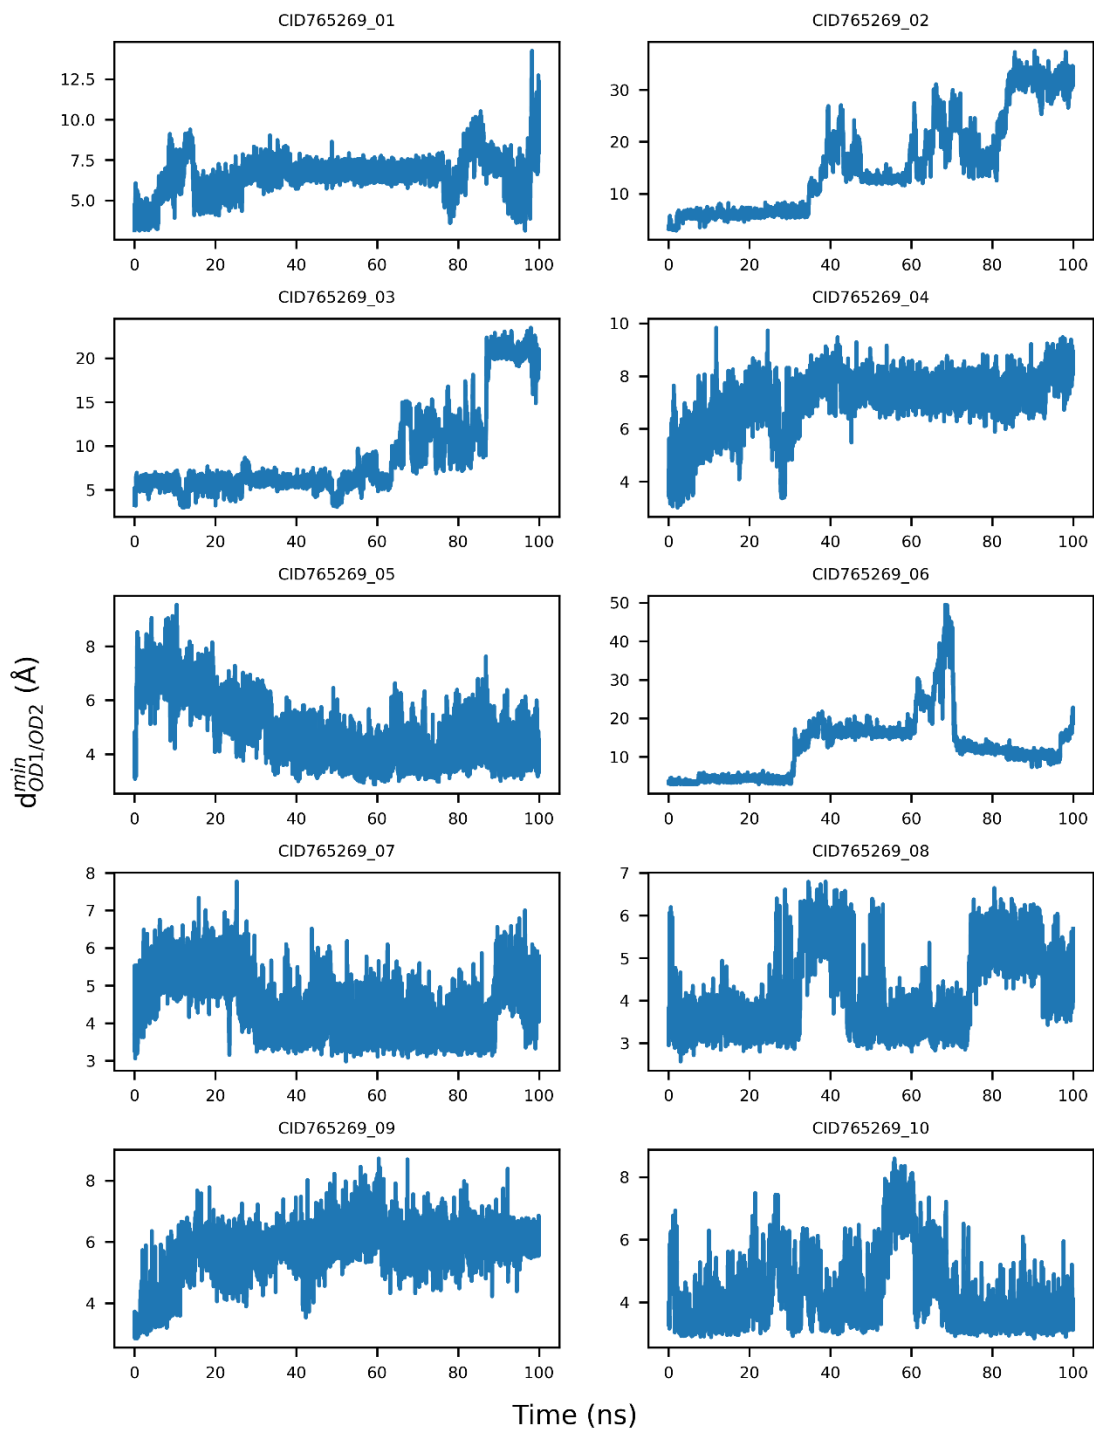 CID765269_01
12.5
10.0
7.5
5.0
0 20 40 60 80 100
CID765269_02
30
20
10
0 20 40 60 80 100
CID765269_03
20
15
10
5
0 20 40 60 80 100
CID765269_04
10
8
6
4
0 20 40 60 80 100
CID765269_05
8
6
4
0 20 40 60 80 100
CID765269_06
50
40
30
20
10
0 20 40 60 80 100
CID765269_07
8
7
6
5
4
3
0 20 40 60 80 100
CID765269_08
7
6
5
4
3
0 20 40 60 80 100
CID765269_09
8
6
4
0 20 40 60 80 100
CID765269_10
8
6
4
0 20 40 60 80 100
d^{min}_{OD1/OD2} (Å)
Time (ns)